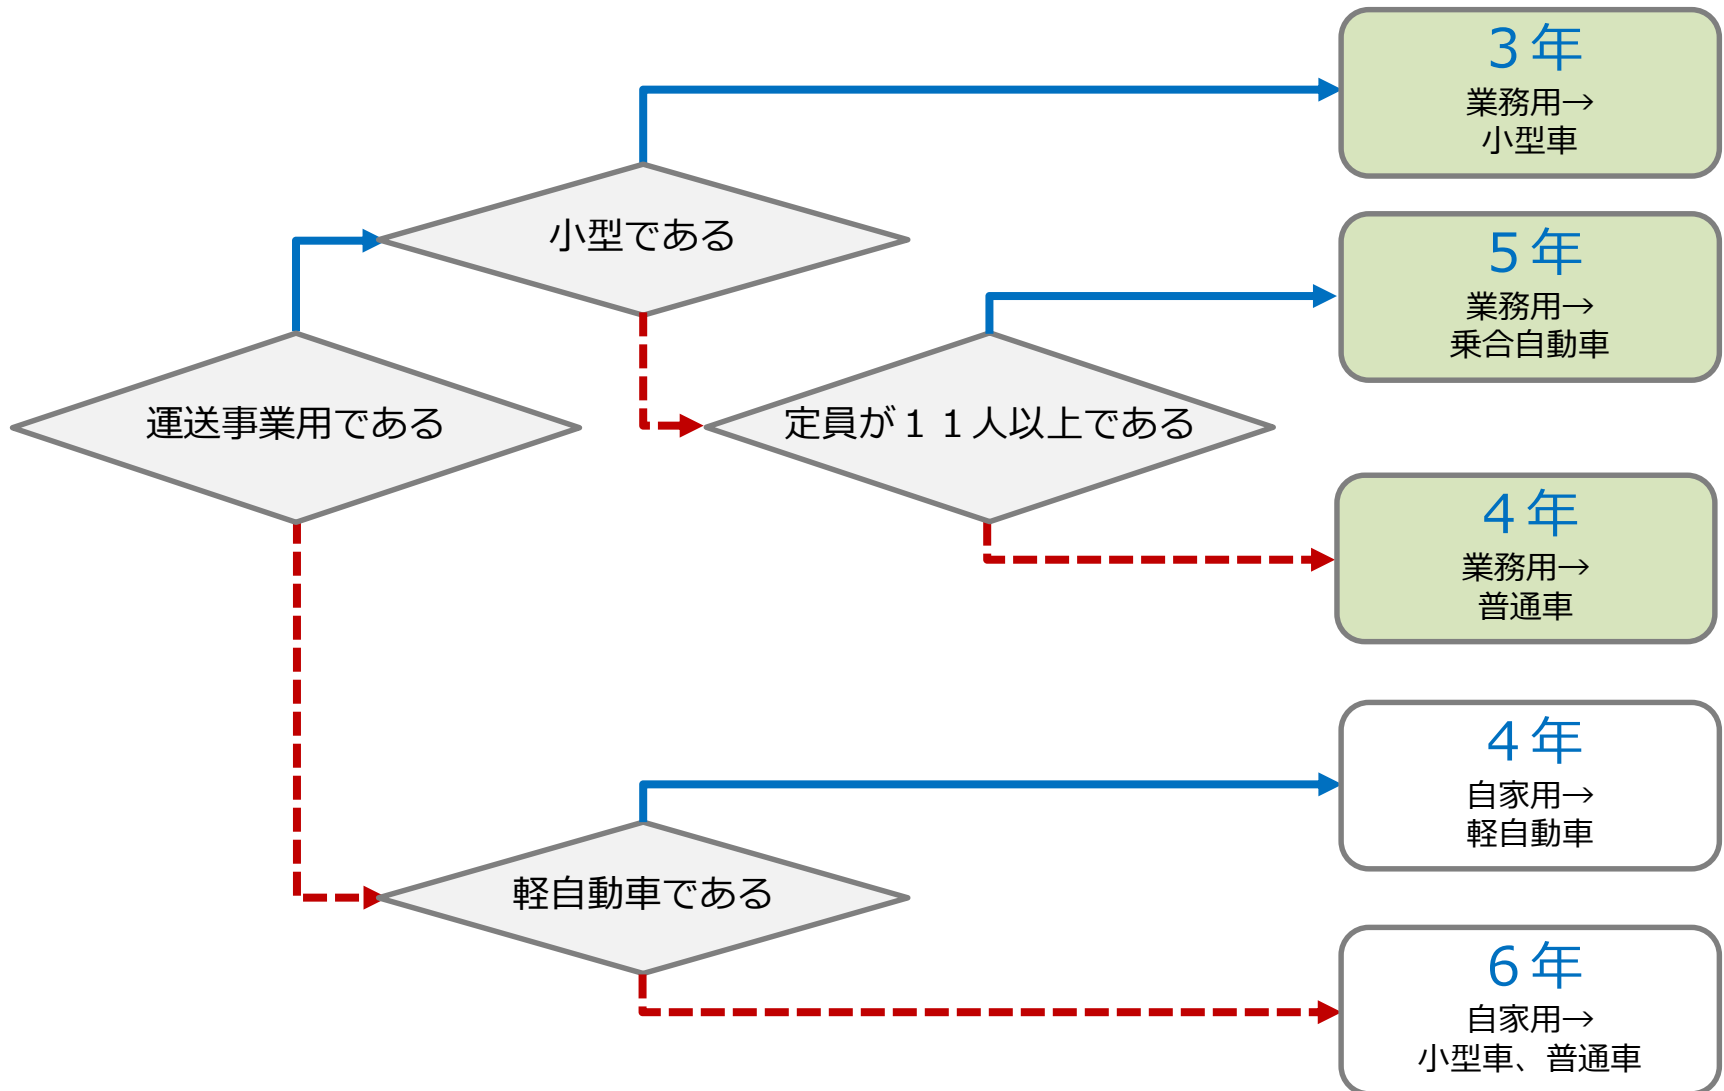 ３年
業務用→
小型車
小型である
５年
業務用→
乗合自動車
運送事業用である
定員が１１人以上である
４年
業務用→
普通車
４年
自家用→
軽自動車
軽自動車である
６年
自家用→
小型車、普通車